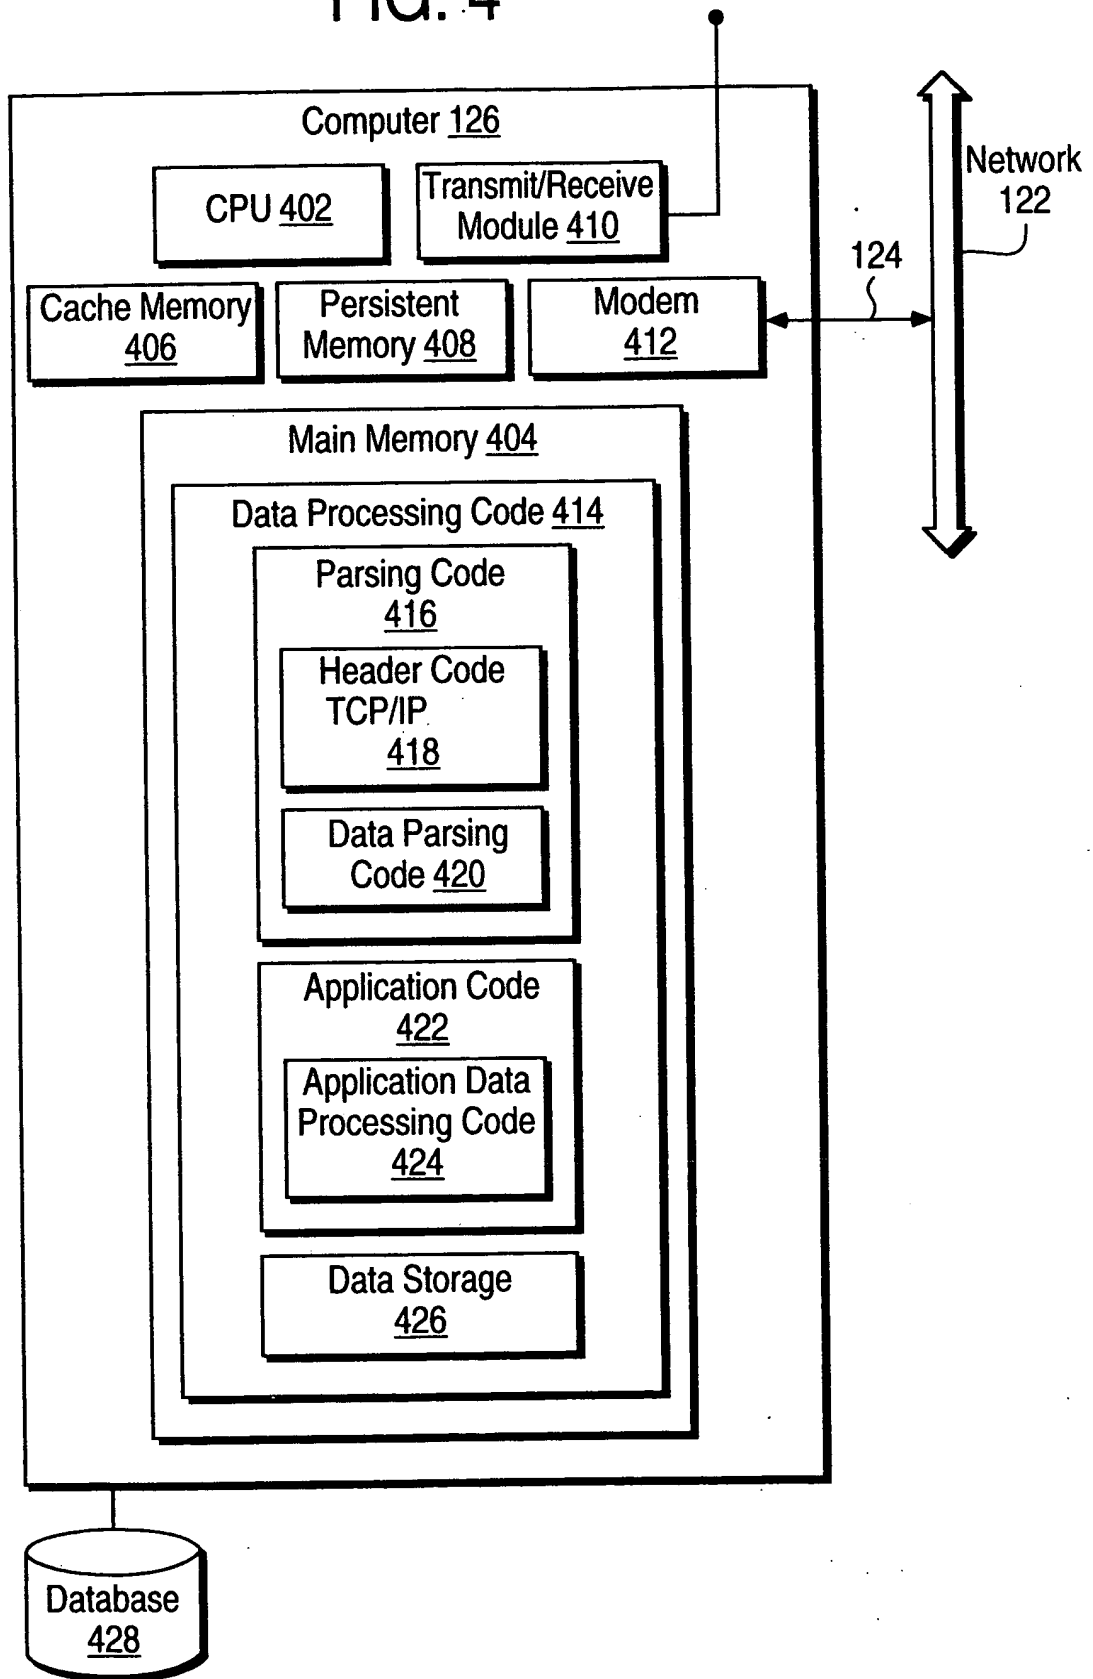 FIG. 4
Computer 126
CPU 402
Transmit/Receive
Module 410
Network
122
124
Cache Memory
406
Persistent
Memory 408
Modem
412
Main Memory 404
Data Processing Code 414
Parsing Code
416
Header Code
TCP/IP
418
Data Parsing
Code 420
Application Code
422
Application Data
Processing Code
424
Data Storage
426
Database
428